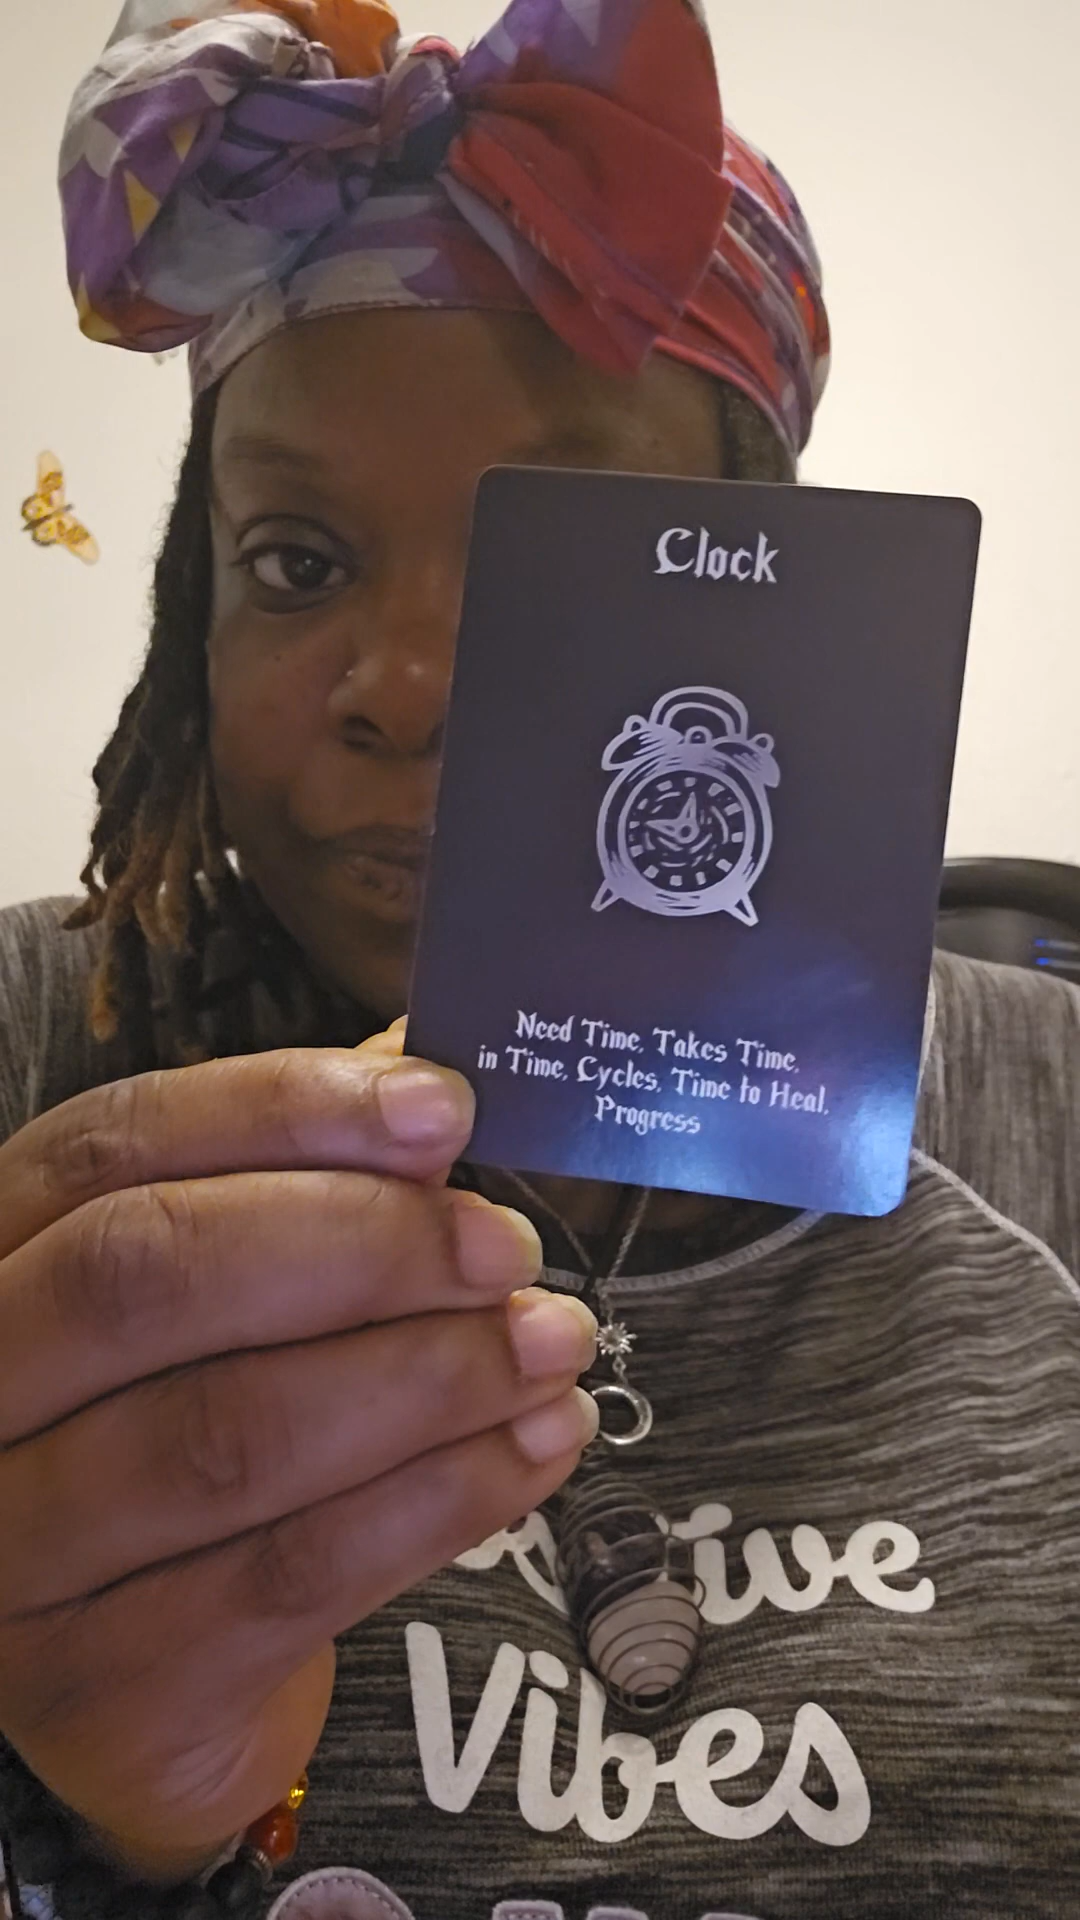 Clock
Need Time, Takes Time,
in Time, Cycles, Time to Heal,
Progress
Vibes